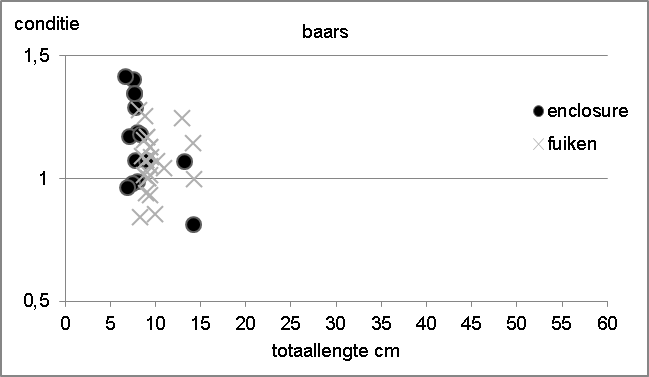 conditie
baars
1,5
enclosure
fuiken
1
0,5
0 5 10 15 20 25 30 35 40 45 50 55 60
totaallengte cm